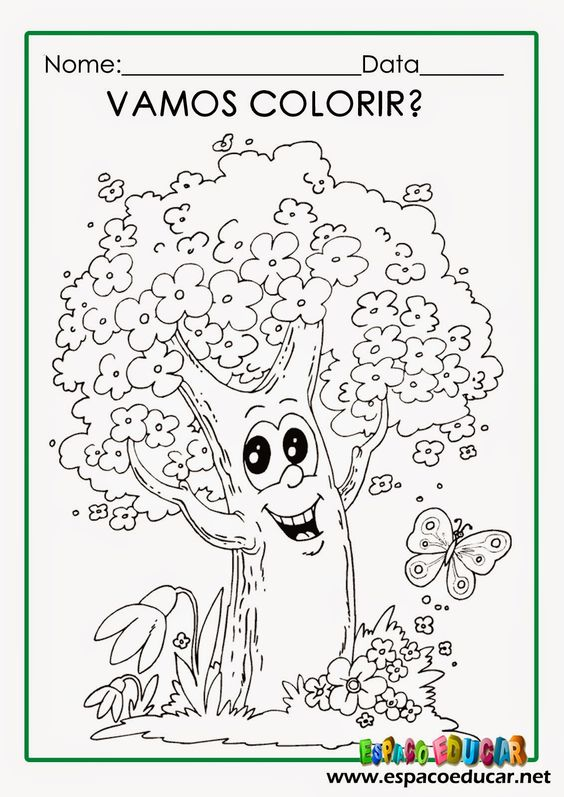 Nome:____________________Data_______
VAMOS COLORIR?
ESPAÇO EDUCAR
www.espacoeducar.net